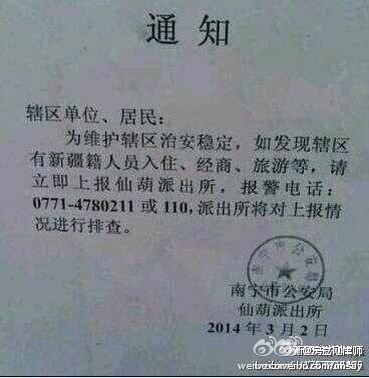 通知
辖区单位、居民：
为维护辖区治安稳定，如发现辖区
有新疆籍人员入住、经商、旅游等，请
立即上报仙葫派出所，报警电话：
0771-4780211 或 110，派出所将对上报情
况进行排查。
南宁市公安局
仙葫派出所
2014 年 3 月 2 日